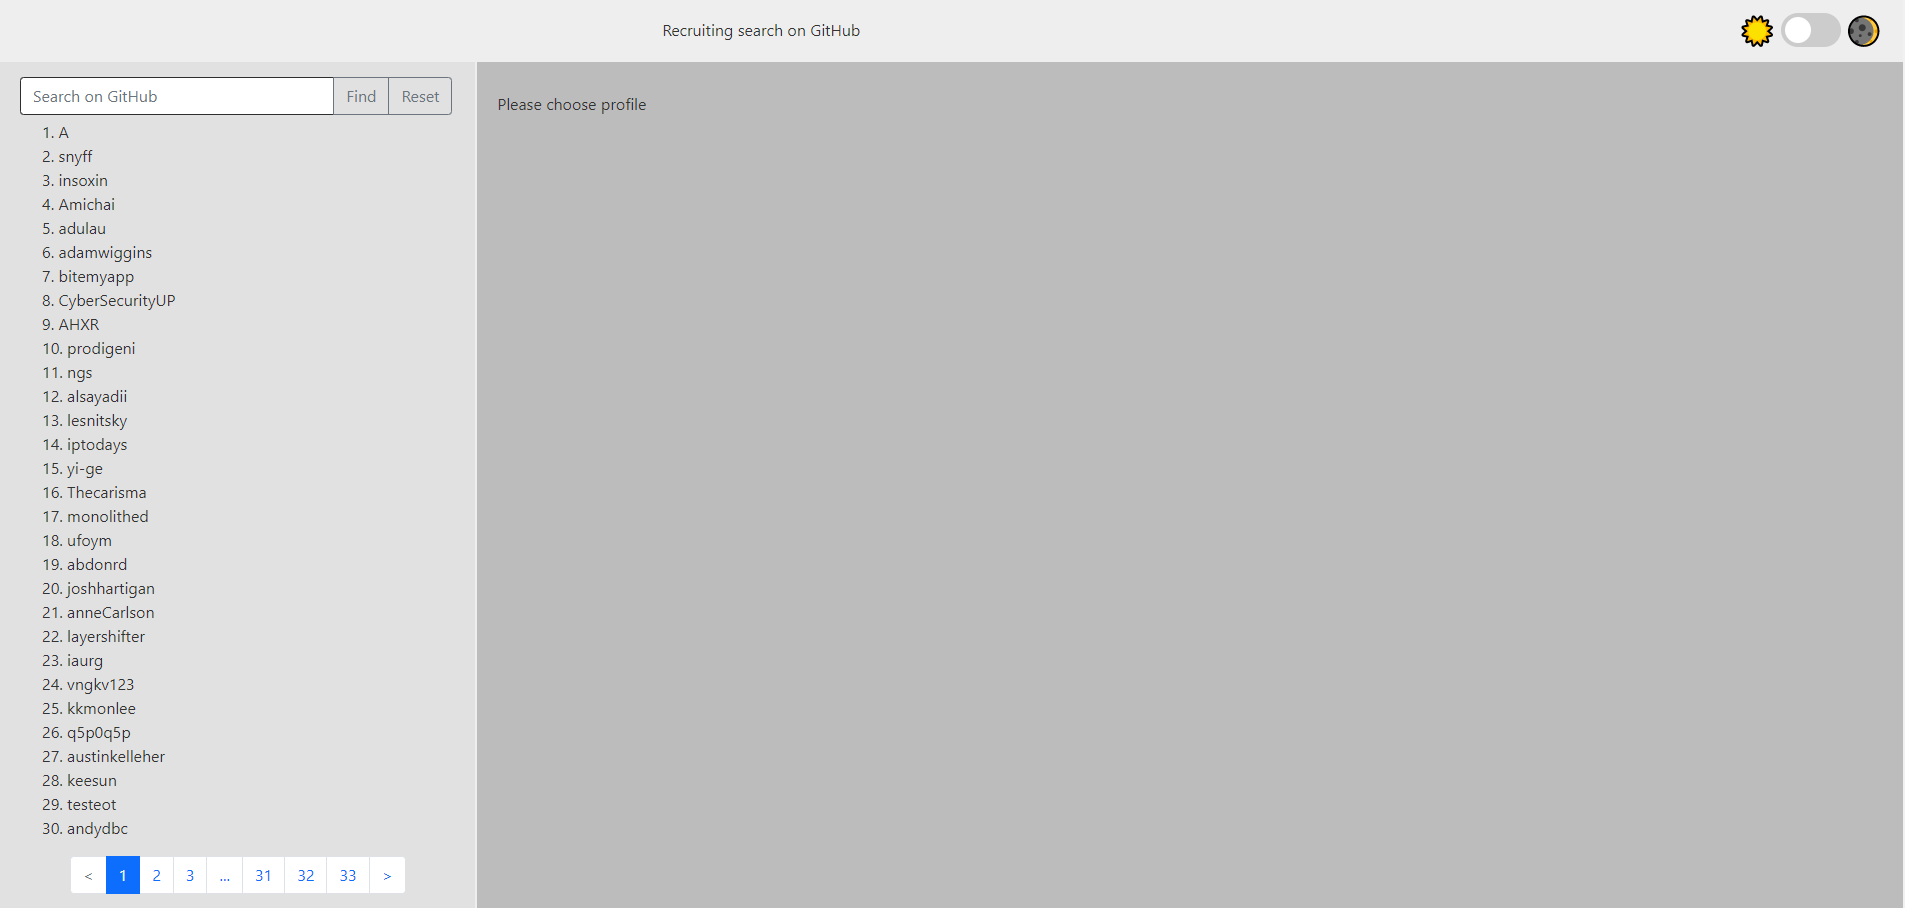 Recruiting search on GitHub
Search on GitHub Find Reset
Please choose profile
1. A
2. snyff
3. insoxin
4. Amichai
5. adulau
6. adamwiggins
7. bitemyapp
8. CyberSecurityUP
9. AHXR
10. prodigeni
11. ngs
12. alsayadii
13. lesnitsky
14. iptodays
15. yi-ge
16. Thecarisma
17. monolithed
18. ufoym
19. abdonrd
20. joshhartigan
21. anneCarlson
22. layershifter
23. iaurg
24. vngkv123
25. kkmonlee
26. q5p0q5p
27. austinkelleher
28. keesun
29. testeot
30. andydbc
< 1 2 3 ... 31 32 33 >